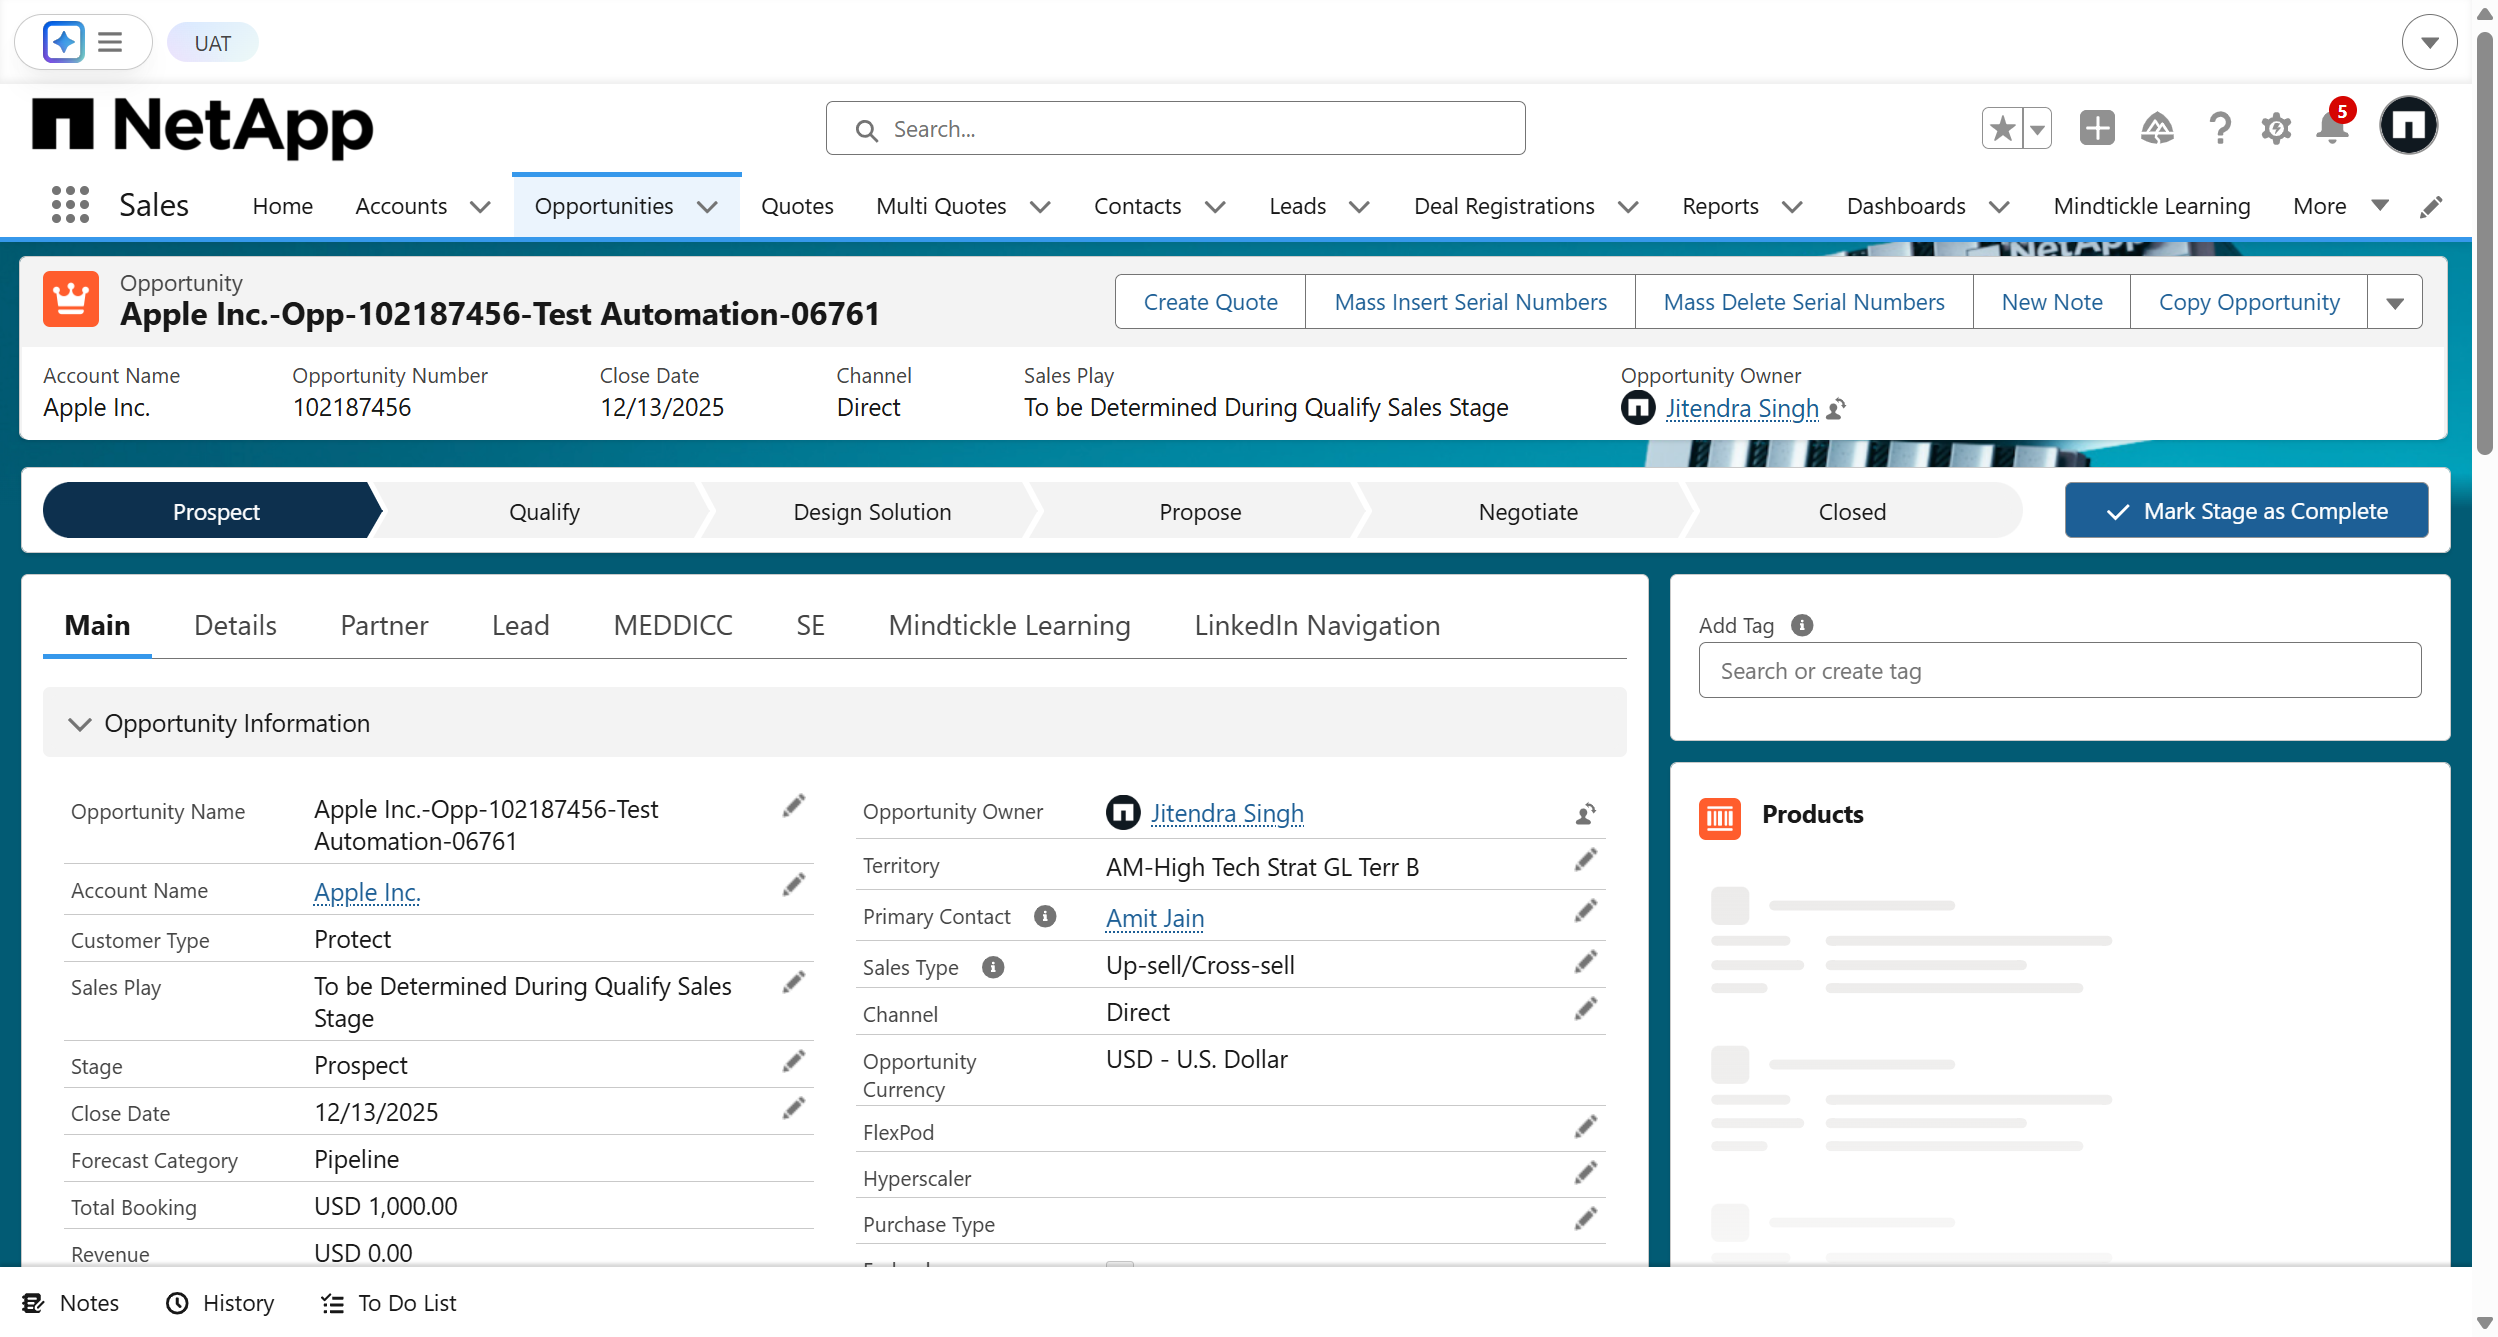 UAT
NetApp
Search...
5
Sales
Home
Accounts
Opportunities
Quotes
Multi Quotes
Contacts
Leads
Deal Registrations
Reports
Dashboards
Mindtickle Learning
More
NetApp
Opportunity
Apple Inc.-Opp-102187456-Test Automation-06761
Create Quote
Mass Insert Serial Numbers
Mass Delete Serial Numbers
New Note
Copy Opportunity
Account Name
Apple Inc.
Opportunity Number
102187456
Close Date
12/13/2025
Channel
Direct
Sales Play
To be Determined During Qualify Sales Stage
Opportunity Owner
Jitendra Singh
Prospect
Qualify
Design Solution
Propose
Negotiate
Closed
Mark Stage as Complete
Main
Details
Partner
Lead
MEDDICC
SE
Mindtickle Learning
LinkedIn Navigation
Opportunity Information
Opportunity Name
Apple Inc.-Opp-102187456-Test
Automation-06761
Account Name
Apple Inc.
Customer Type
Protect
Sales Play
To be Determined During Qualify Sales
Stage
Stage
Prospect
Close Date
12/13/2025
Forecast Category
Pipeline
Total Booking
USD 1,000.00
Revenue
USD 0.00
Opportunity Owner
Jitendra Singh
Territory
AM-High Tech Strat GL Terr B
Primary Contact
Amit Jain
Sales Type
Up-sell/Cross-sell
Channel
Direct
Opportunity
Currency
USD - U.S. Dollar
FlexPod
Hyperscaler
Purchase Type
Add Tag
Search or create tag
Products
Notes
History
To Do List